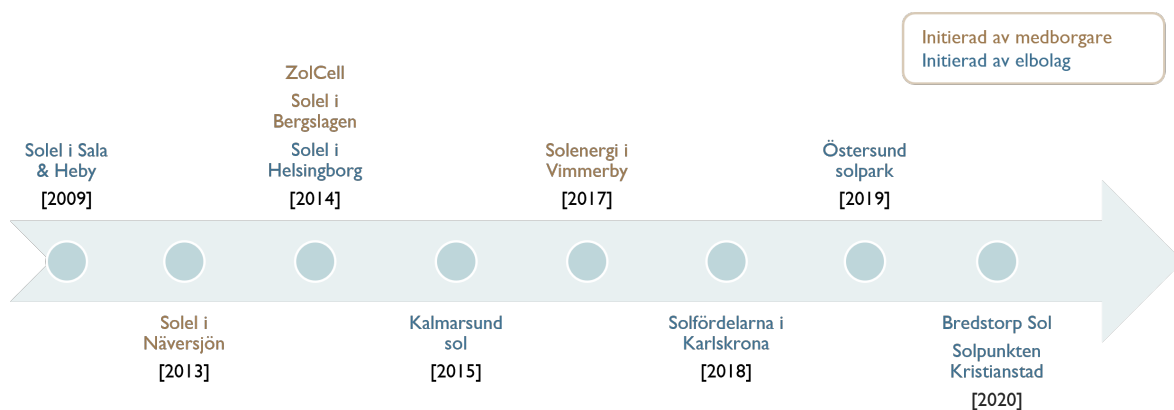 Initierad av medborgare
Initierad av elbolag
ZolCell
Solel i
Bergslagen
Solel i
Helsingborg
[2014]
Solel i Sala
& Heby
[2009]
Solenergi i
Vimmerby
[2017]
Östersund
solpark
[2019]
Solel i
Näversjön
[2013]
Kalmarsund
sol
[2015]
Solfördelarna i
Karlskrona
[2018]
Bredstorp Sol
Solpunkten
Kristianstad
[2020]